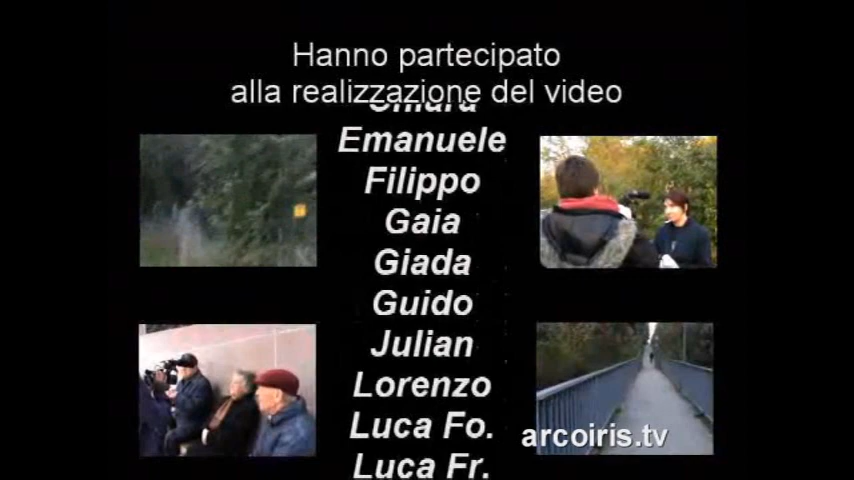 Hanno partecipato
alla realizzazione del video
Emanuele
Filippo
Gaia
Giada
Guido
Julian
Lorenzo
Luca Fo.
arcoiris.tv
Luca Fr.